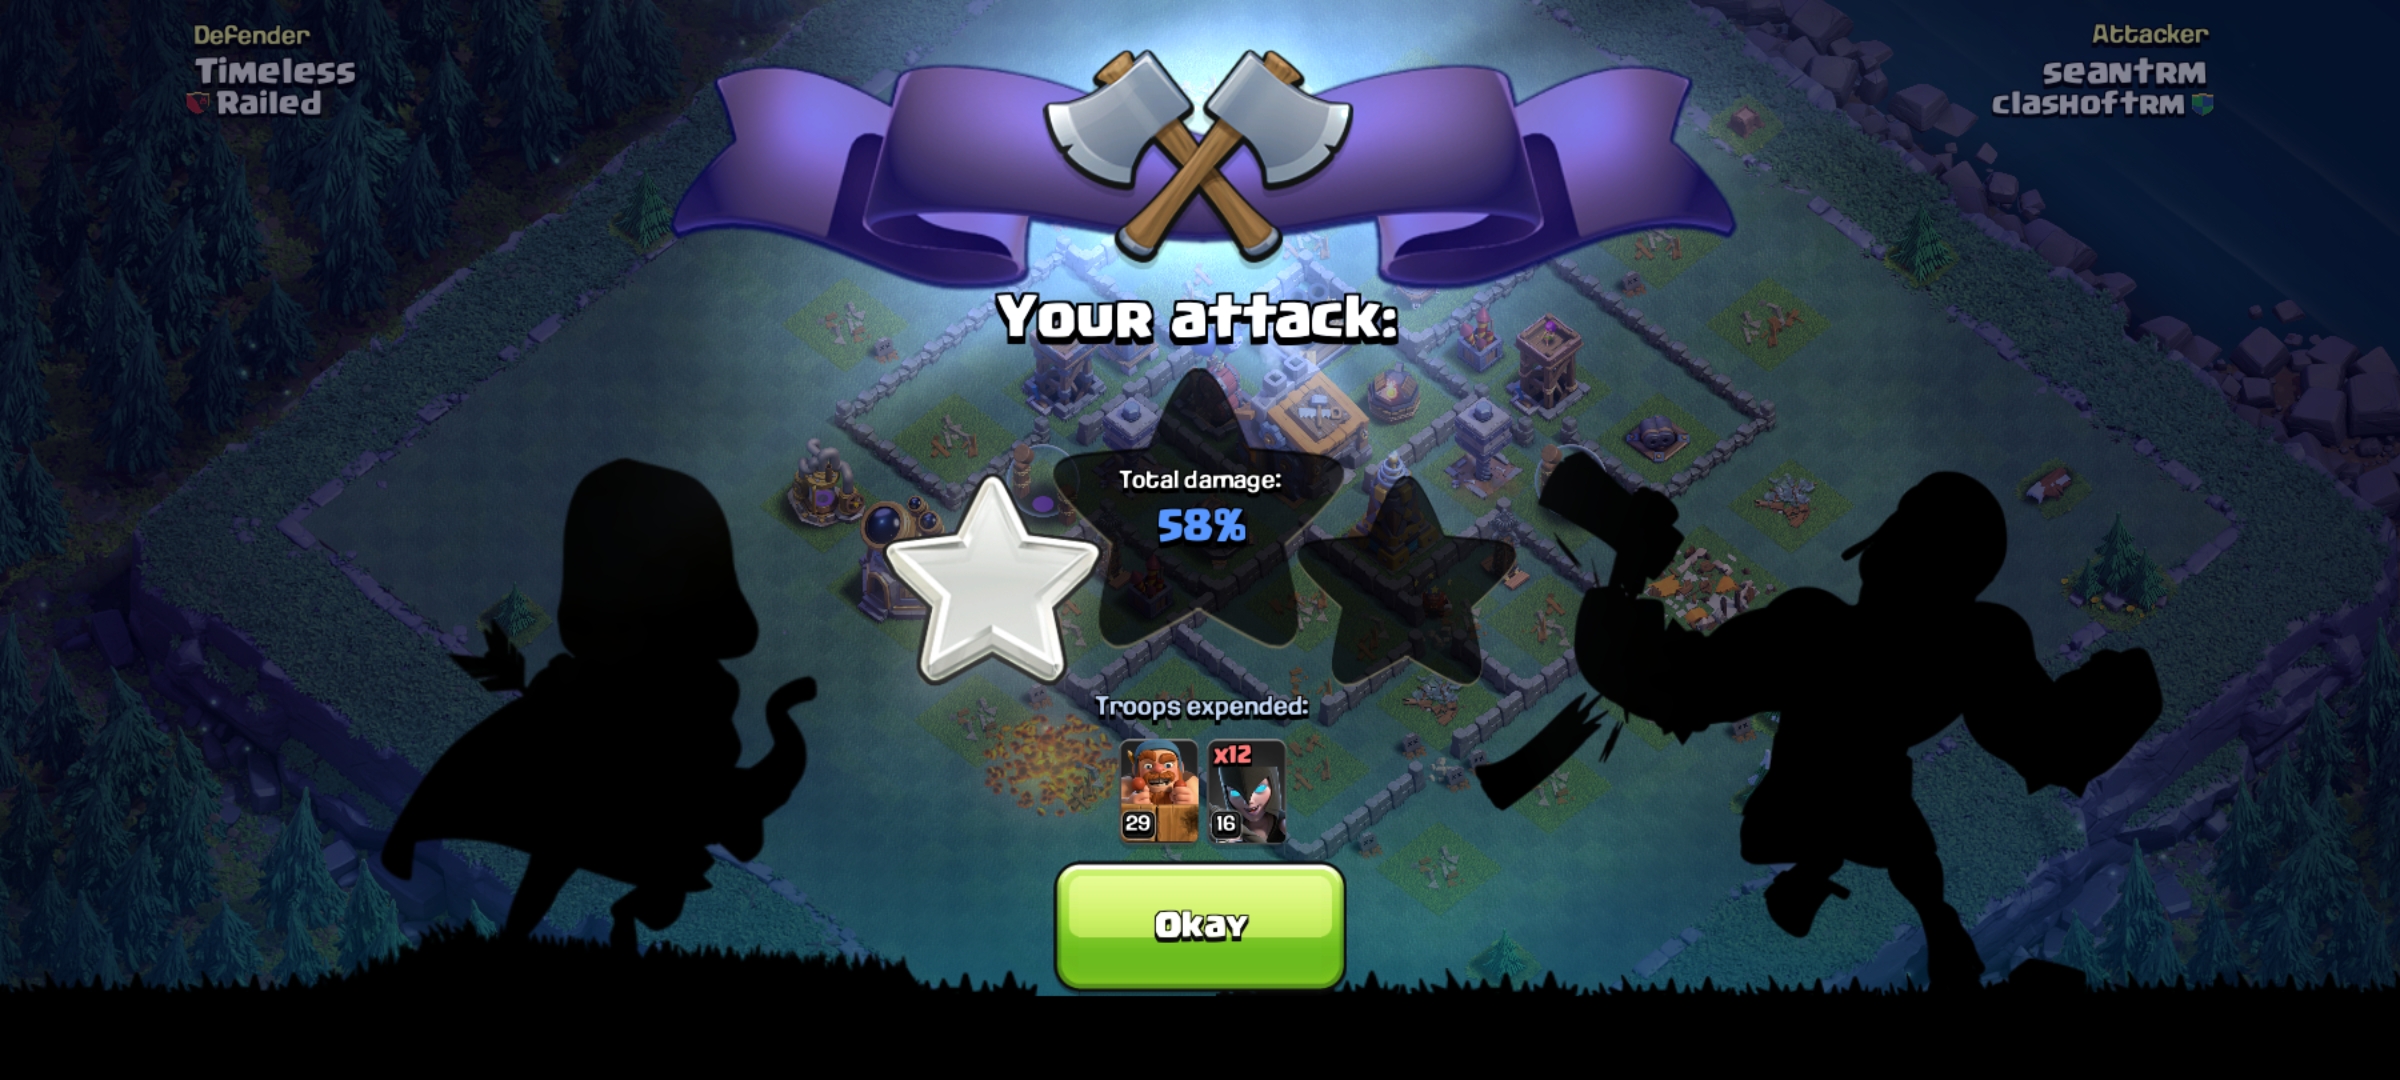 Defender
Timeless
Railed
Attacker
seantRM
clashoftRM
Your attack:
Total damage:
58%
Troops expended:
x12
29
16
Okay